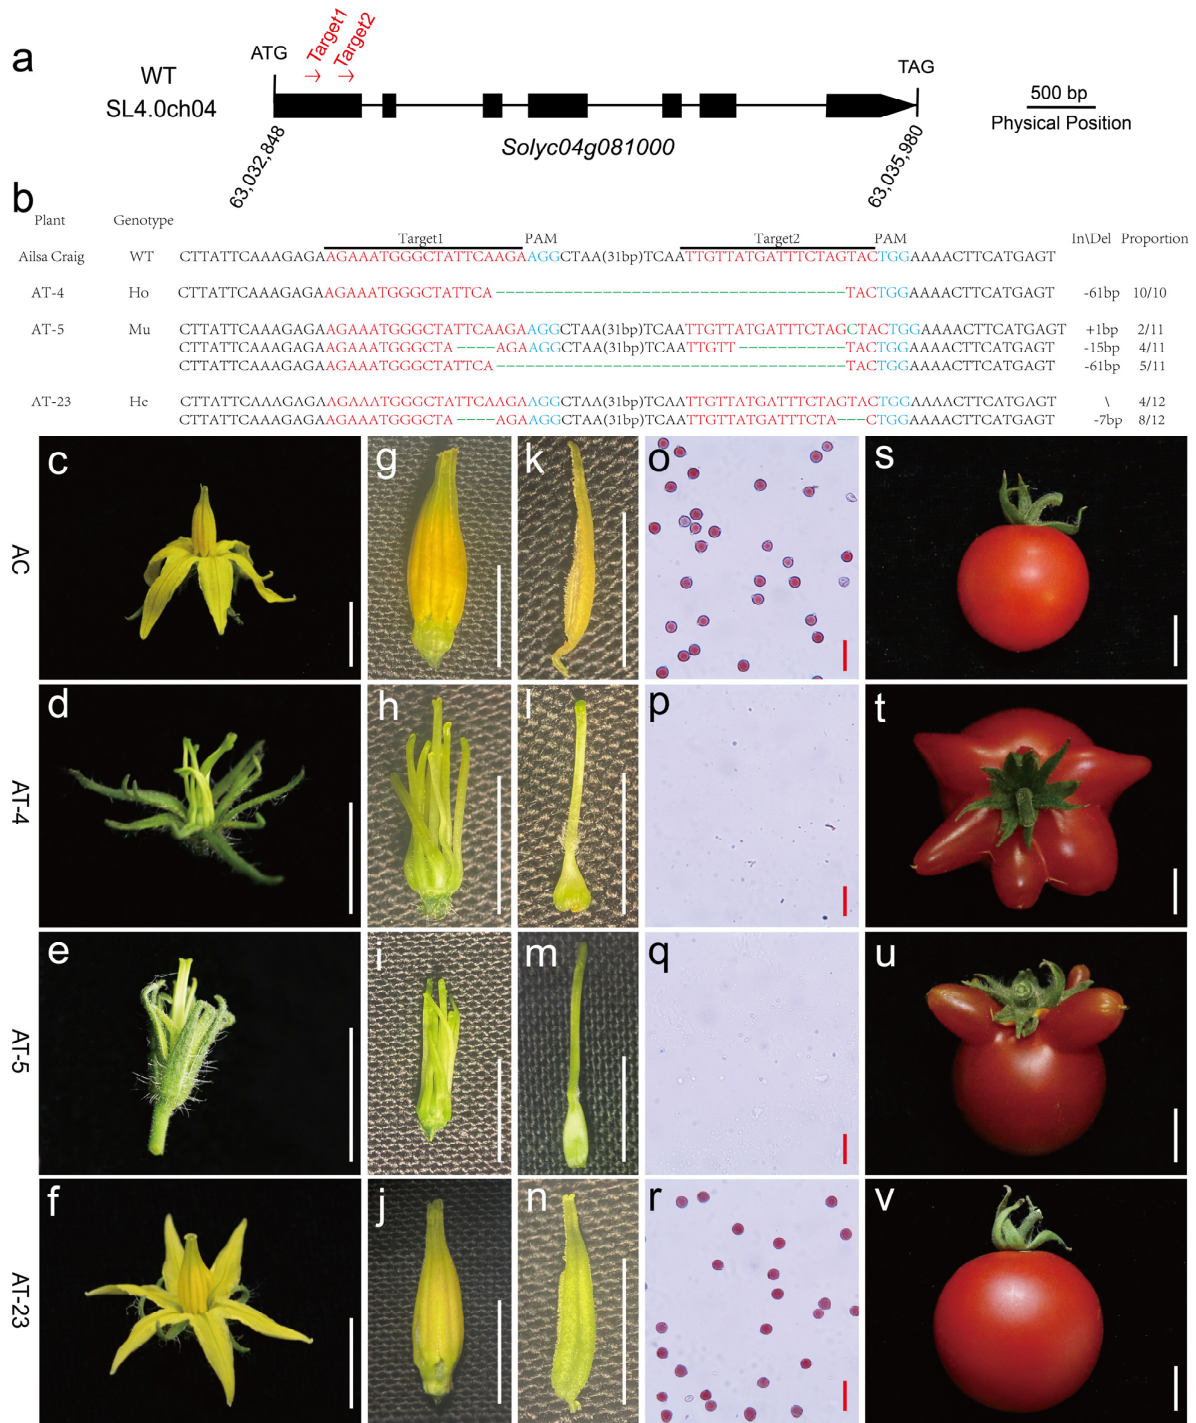 a
WT
SL4.0ch04
ATG
Target1
Target2
TAG
63,032,848
Solyc04g081000
63,035,980
500 bp
Physical Position
b
Plant Genotype
Target1 PAM Target2 PAM In\Del Proportion
Ailsa Craig WT CTTATTCAAAGAGAAGAAATGGGCTATTCAAGAAGGCTAA(31bp)TCAATTGTTATGATTTCTAGTACTGGAAAACTTCATGAGT
AT-4 Ho CTTATTCAAAGAGAAGAAATGGGCTATTCA------------------------------------TACTGGAAAACTTCATGAGT -61bp 10/10
AT-5 Mu CTTATTCAAAGAGAAGAAATGGGCTATTCAAGAAGGCTAA(31bp)TCAATTGTTATGATTTCTAGCTACTGGAAAACTTCATGAGT +1bp 2/11
CTTATTCAAAGAGAAGAAATGGGCTA----AGAAGGCTAA(31bp)TCAATTGTT-----------TACTGGAAAACTTCATGAGT -15bp 4/11
CTTATTCAAAGAGAAGAAATGGGCTATTCA------------------------------------TACTGGAAAACTTCATGAGT -61bp 5/11
AT-23 He CTTATTCAAAGAGAAGAAATGGGCTATTCAAGAAGGCTAA(31bp)TCAATTGTTATGATTTCTAGTACTGGAAAACTTCATGAGT \ 4/12
CTTATTCAAAGAGAAGAAATGGGCTA----AGAAGGCTAA(31bp)TCAATTGTTATGATTTCTA---CTGGAAAACTTCATGAGT -7bp 8/12
AC
c g k o s
AT-4
d h l p t
AT-5
e i m q u
AT-23
f j n r v